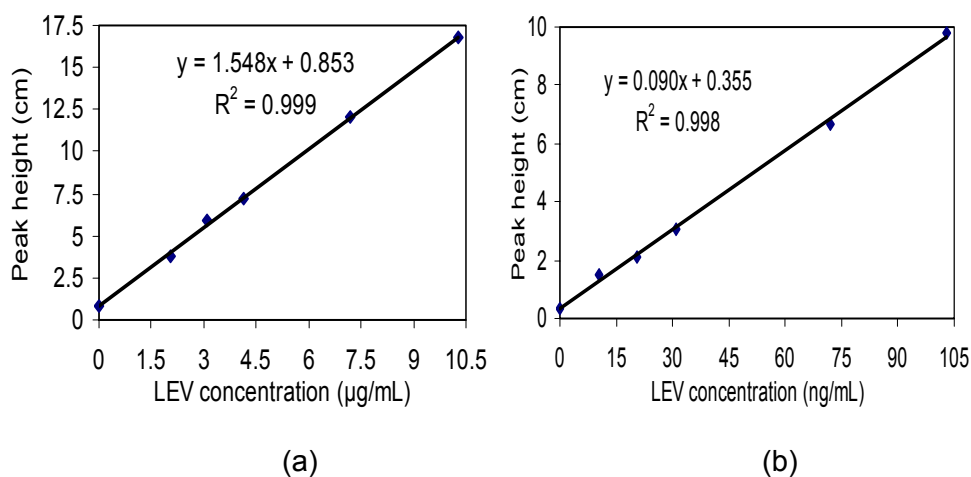 17.5
15
12.5
10
7.5
5
2.5
0
Peak height (cm)
y = 1.548x + 0.853
R² = 0.999
0 1.5 3 4.5 6 7.5 9 10.5
LEV concentration (µg/mL)
(a)
10
8
6
4
2
0
Peak height (cm)
y = 0.090x + 0.355
R² = 0.998
0 15 30 45 60 75 90 105
LEV concentration (ng/mL)
(b)